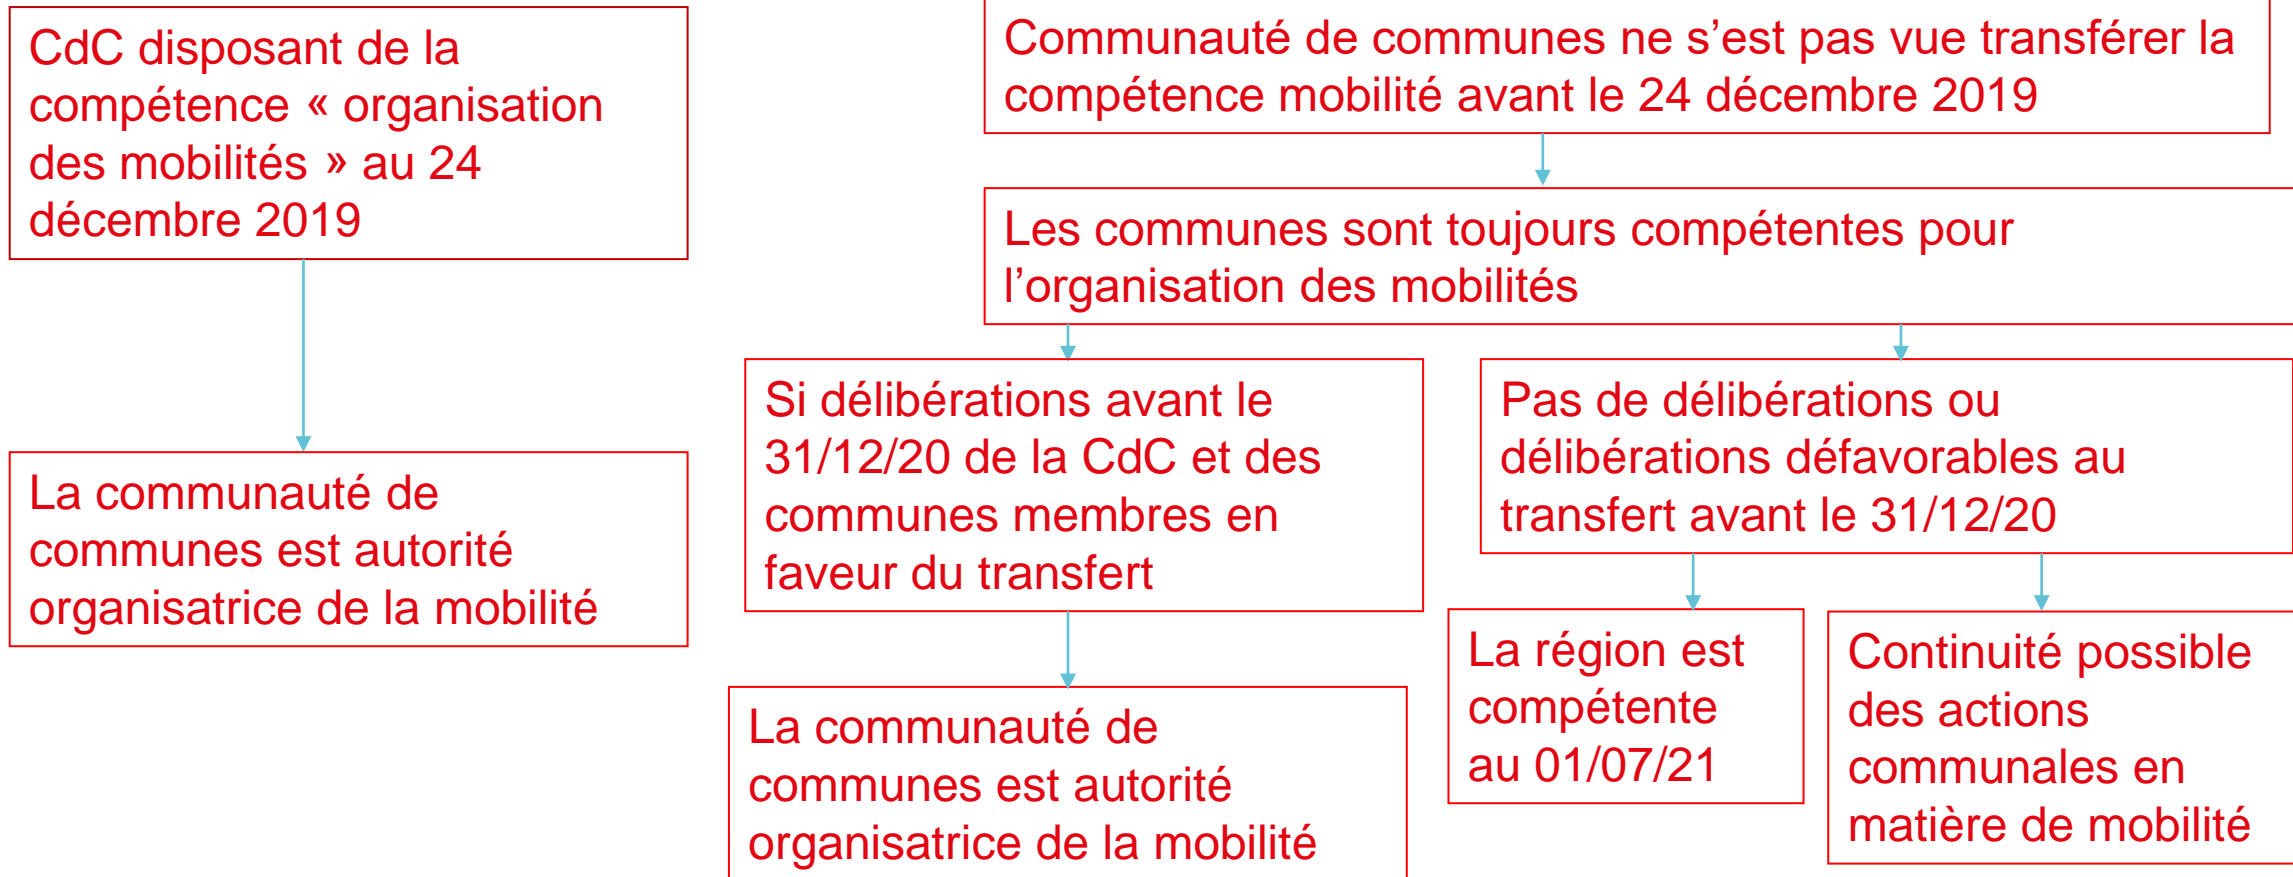 CdC disposant de la
compétence « organisation
des mobilités » au 24
décembre 2019
La communauté de
communes est autorité
organisatrice de la mobilité
Communauté de communes ne s’est pas vue transférer la
compétence mobilité avant le 24 décembre 2019
Les communes sont toujours compétentes pour
l’organisation des mobilités
Si délibérations avant le
31/12/20 de la CdC et des
communes membres en
faveur du transfert
La communauté de
communes est autorité
organisatrice de la mobilité
Pas de délibérations ou
délibérations défavorables au
transfert avant le 31/12/20
La région est
compétente
au 01/07/21
Continuité possible
des actions
communales en
matière de mobilité